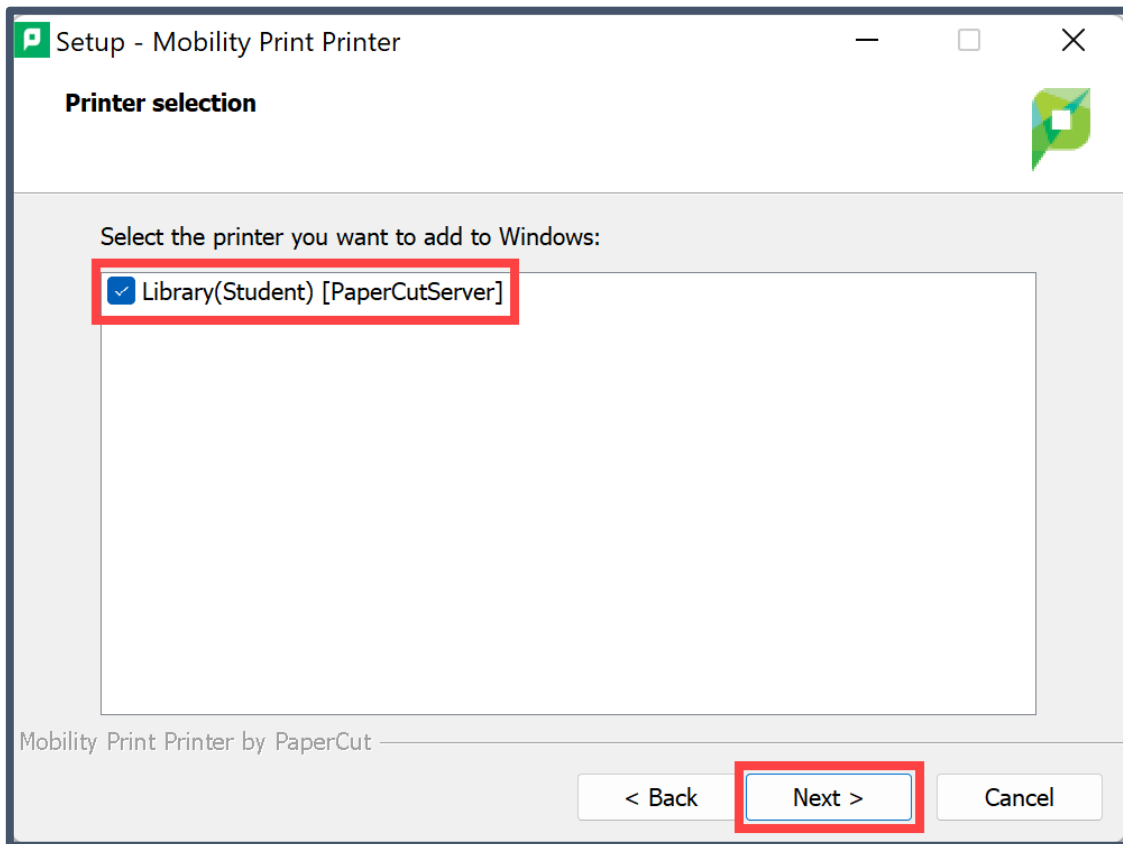 Setup - Mobility Print Printer
Printer selection
Select the printer you want to add to Windows:
Library(Student) [PaperCutServer]
Mobility Print Printer by PaperCut
< Back
Next >
Cancel